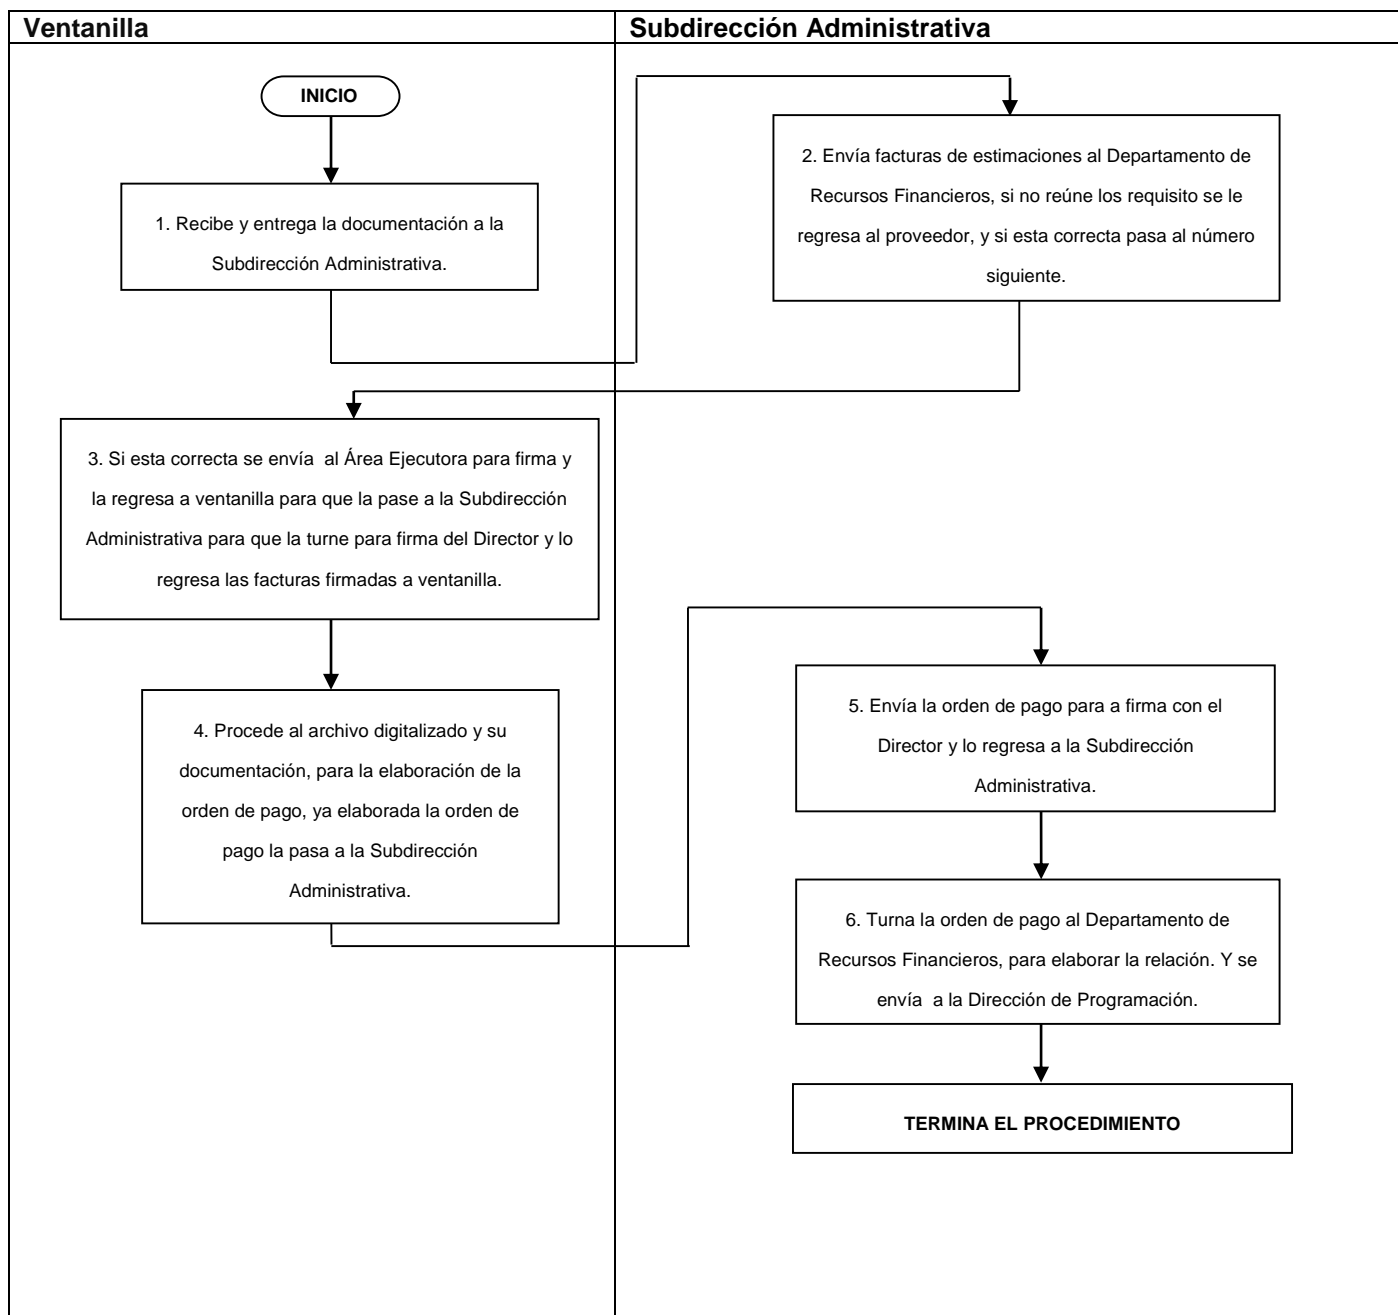 Ventanilla
Subdirección Administrativa
INICIO
1. Recibe y entrega la documentación a la
Subdirección Administrativa.
2. Envía facturas de estimaciones al Departamento de
Recursos Financieros, si no reúne los requisito se le
regresa al proveedor, y si esta correcta pasa al número
siguiente.
3. Si esta correcta se envía  al Área Ejecutora para firma y
la regresa a ventanilla para que la pase a la Subdirección
Administrativa para que la turne para firma del Director y lo
regresa las facturas firmadas a ventanilla.
4. Procede al archivo digitalizado y su
documentación, para la elaboración de la
orden de pago, ya elaborada la orden de
pago la pasa a la Subdirección
Administrativa.
5. Envía la orden de pago para a firma con el
Director y lo regresa a la Subdirección
Administrativa.
6. Turna la orden de pago al Departamento de
Recursos Financieros, para elaborar la relación. Y se
envía  a la Dirección de Programación.
TERMINA EL PROCEDIMIENTO